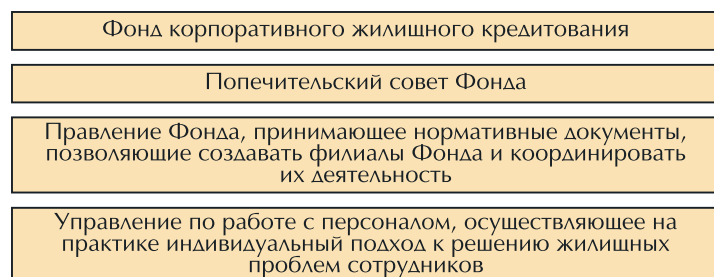 Фонд корпоративного жилищного кредитования
Попечительский совет Фонда
Правление Фонда, принимающее нормативные документы,
позволяющие создавать филиалы Фонда и координировать
их деятельность
Управление по работе с персоналом, осуществляющее на
практике индивидуальный подход к решению жилищных
проблем сотрудников